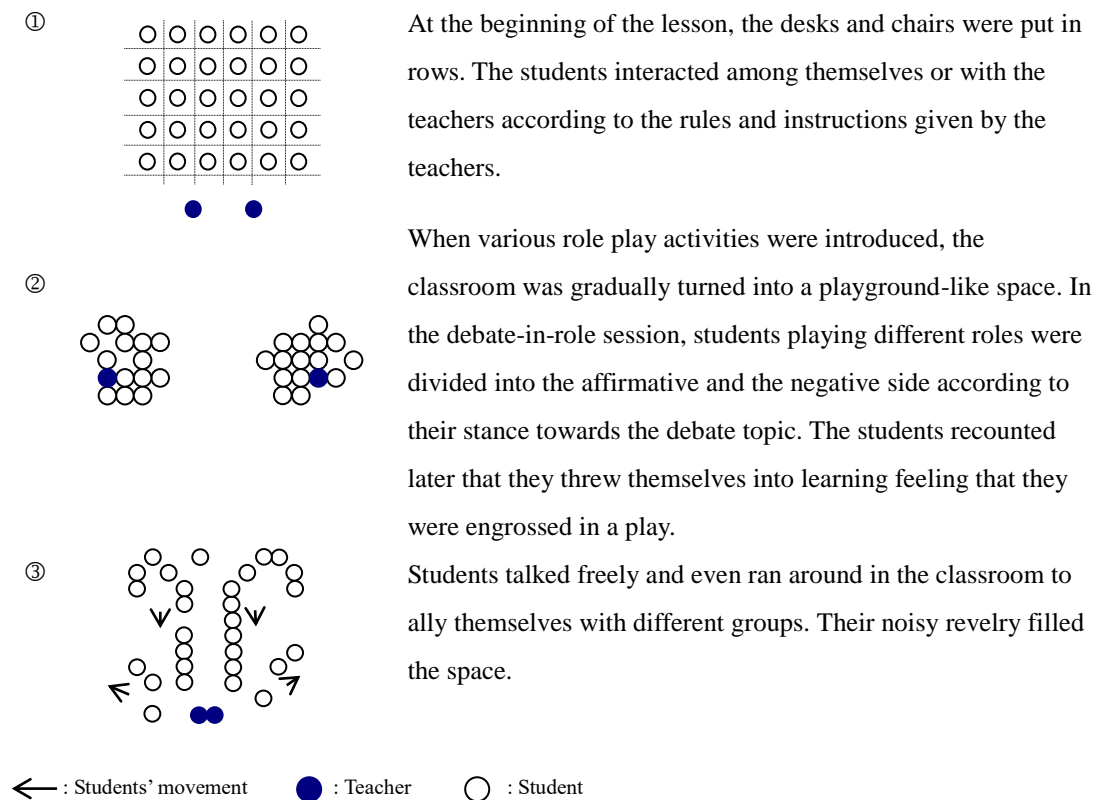 ①
At the beginning of the lesson, the desks and chairs were put in
rows. The students interacted among themselves or with the
teachers according to the rules and instructions given by the
teachers.
When various role play activities were introduced, the
②
classroom was gradually turned into a playground-like space. In
the debate-in-role session, students playing different roles were
divided into the affirmative and the negative side according to
their stance towards the debate topic. The students recounted
later that they threw themselves into learning feeling that they
were engrossed in a play.
③
Students talked freely and even ran around in the classroom to
ally themselves with different groups. Their noisy revelry filled
the space.
: Students’ movement : Teacher : Student